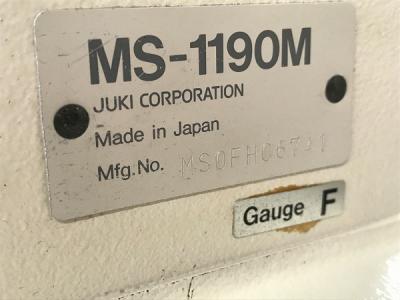 MS-1190M
JUKI CORPORATION
Made in Japan
Mfg.No.
Gauge F